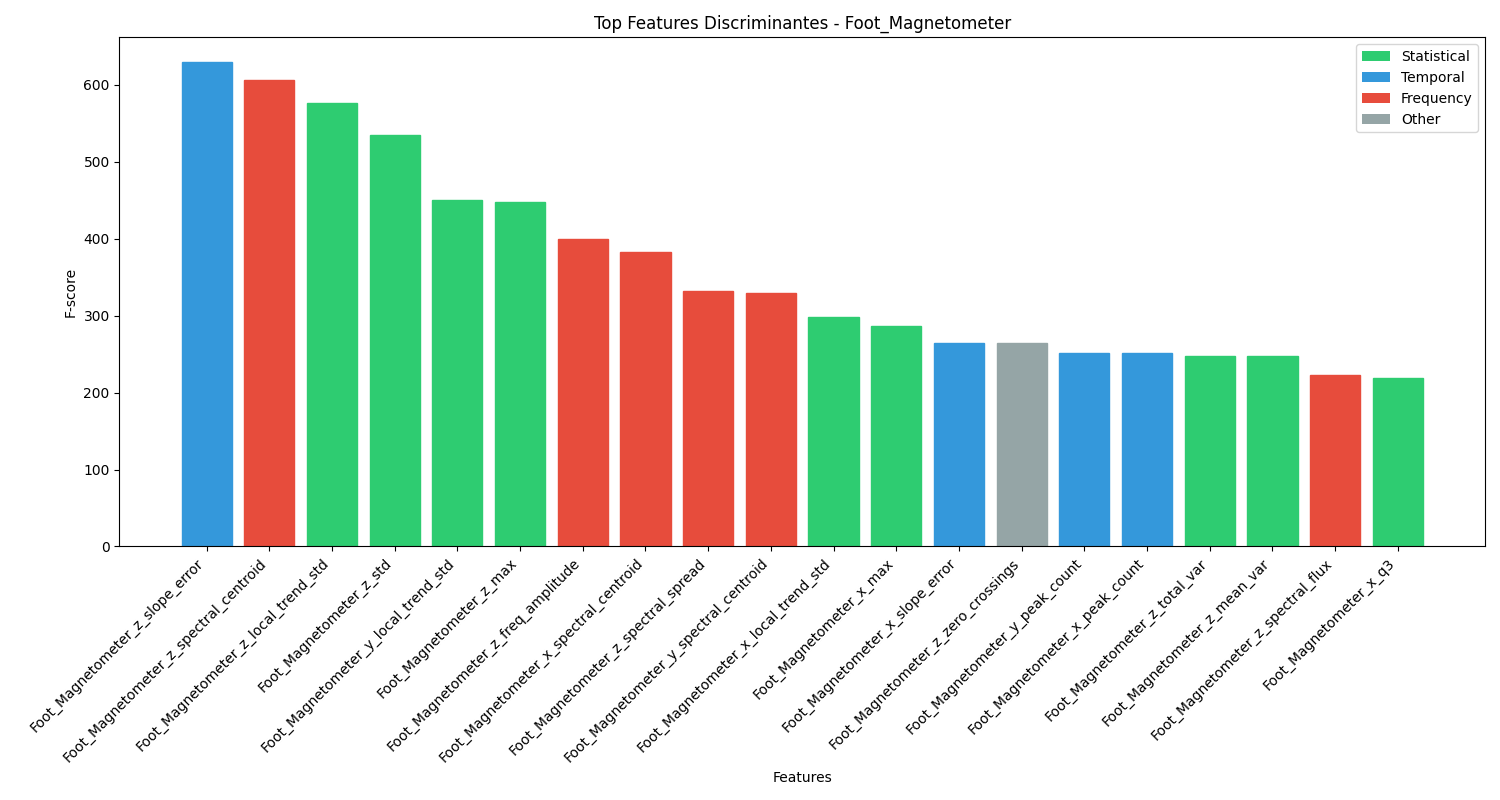 Top Features Discriminantes - Foot_Magnetometer
Statistical
Temporal
Frequency
Other
F-score
600
500
400
300
200
100
0
Foot_Magnetometer_z_slope_error
Foot_Magnetometer_z_spectral_centroid
Foot_Magnetometer_z_local_trend_std
Foot_Magnetometer_z_std
Foot_Magnetometer_y_local_trend_std
Foot_Magnetometer_z_max
Foot_Magnetometer_z_freq_amplitude
Foot_Magnetometer_x_spectral_centroid
Foot_Magnetometer_z_spectral_spread
Foot_Magnetometer_y_spectral_centroid
Foot_Magnetometer_x_local_trend_std
Foot_Magnetometer_x_max
Foot_Magnetometer_x_slope_error
Foot_Magnetometer_z_zero_crossings
Foot_Magnetometer_y_peak_count
Foot_Magnetometer_x_peak_count
Foot_Magnetometer_z_total_var
Foot_Magnetometer_z_mean_var
Foot_Magnetometer_z_spectral_flux
Foot_Magnetometer_x_q3
Features